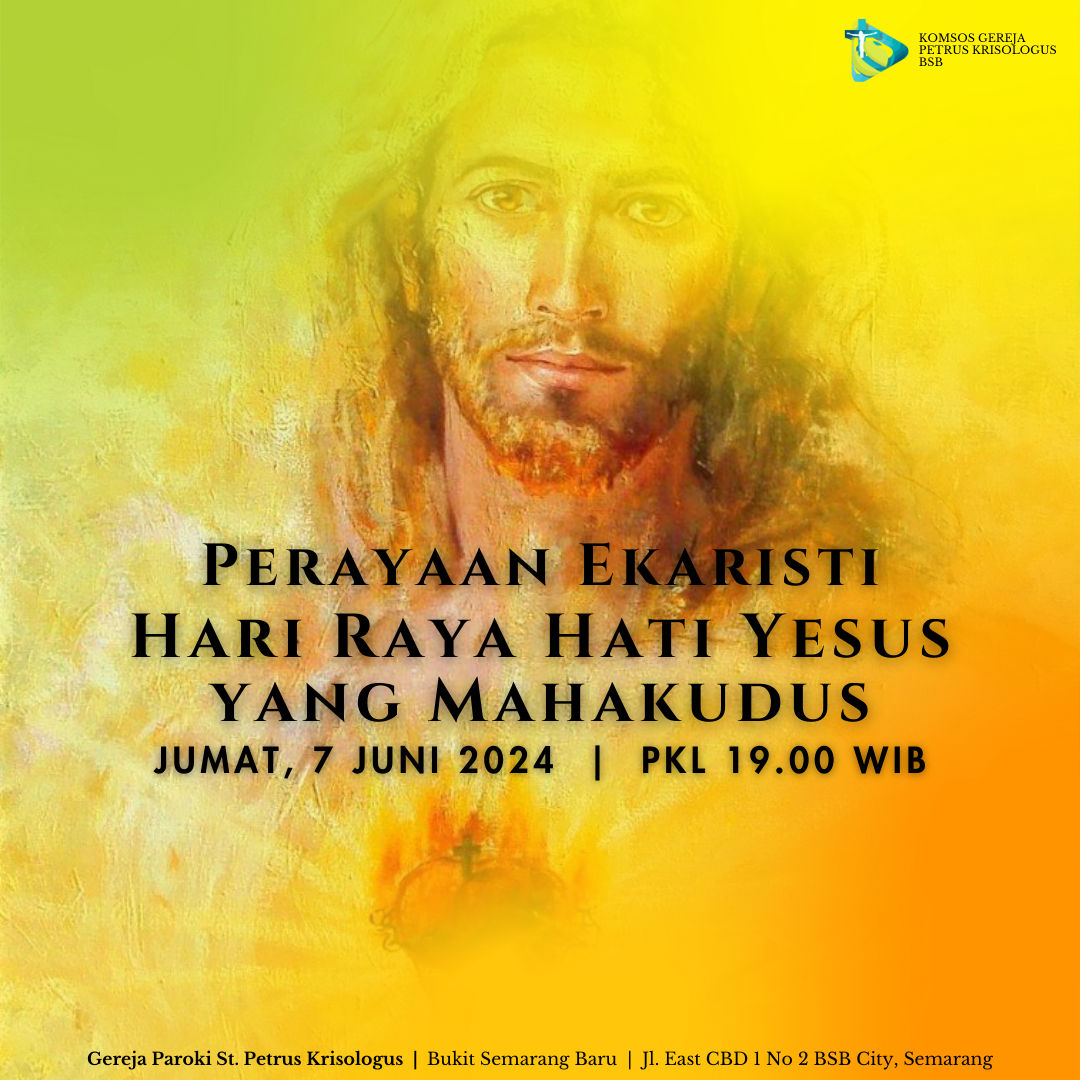 KOMSOS GEREJA
PETRUS KRISOLOGUS
BSB
PERAYAAN EKARISTI
HARI RAYA HATI YESUS
YANG MAHAKUDUS
JUMAT, 7 JUNI 2024 | PKL 19.00 WIB
Gereja Paroki St. Petrus Krisologus | Bukit Semarang Baru | Jl. East CBD 1 No 2 BSB City, Semarang